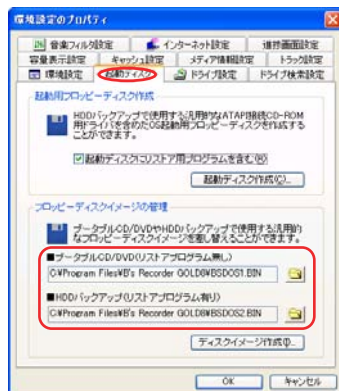 環境設定のプロパティ
音楽フィルタ設定
インターネット設定
進捗画面設定
容量表示設定
キャッシュ設定
メディア情報設定
トラック設定
環境設定
起動ディスク
ドライブ設定
ドライブ検索設定
起動用フロッピーディスク作成
HDDバックアップで使用する汎用的なATAPI接続CD-ROM
用ドライバを含めたOS起動用フロッピーディスクを作成する
ことができます。
起動ディスクにリストア用プログラムを含む(R)
起動ディスク作成(C)...
フロッピーディスクイメージの管理
ブータブルCD/DVDやHDDバックアップで使用する汎用的
なフロッピーディスクイメージを差し替えることができます。
■ブータブルCD/DVD(リストアプログラム無し)
C:¥Program Files¥B's Recorder GOLD8¥BSDOS1.BIN
■HDDバックアップ(リストアプログラム有り)
C:¥Program Files¥B's Recorder GOLD8¥BSDOS2.BIN
ディスクイメージ作成(I)...
OK
キャンセル